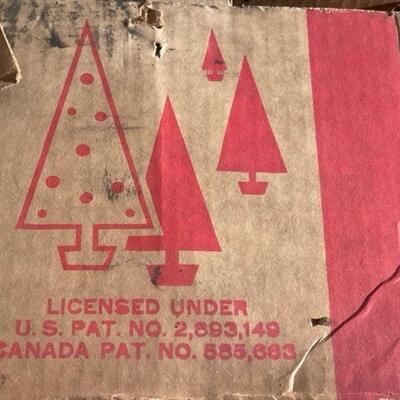 LICENSED UNDER
U. S. PAT. NO. 2,893,149
CANADA PAT. NO. 585,683